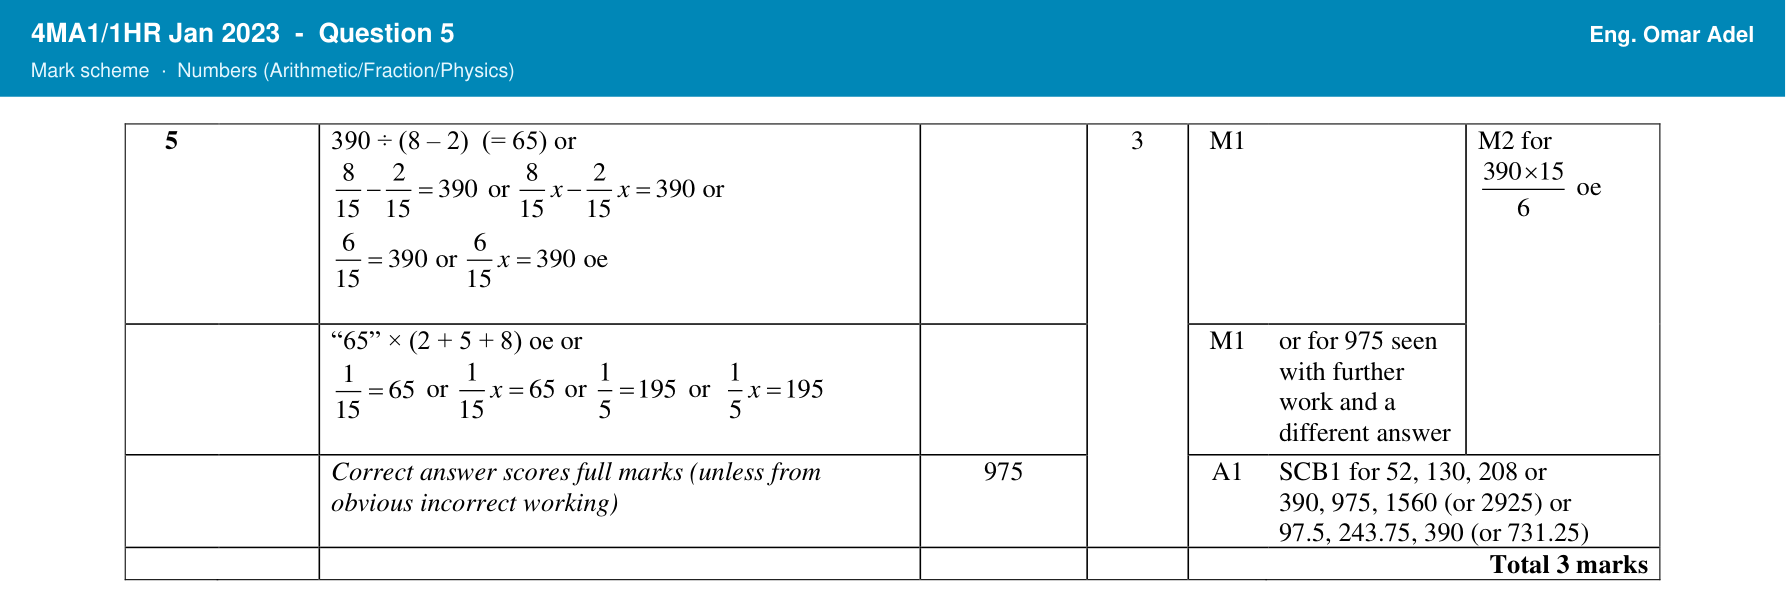 4MA1/1HR Jan 2023 - Question 5
Eng. Omar Adel
Mark scheme · Numbers (Arithmetic/Fraction/Physics)
5
390 ÷ (8 – 2) (= 65) or
8/15 − 2/15 = 390 or 8/15 x − 2/15 x = 390 or
6/15 = 390 or 6/15 x = 390 oe
3
M1
M2 for
390×15/6 oe
“65” × (2 + 5 + 8) oe or
1/15 = 65 or 1/15 x = 65 or 1/5 = 195 or 1/5 x = 195
M1
or for 975 seen
with further
work and a
different answer
Correct answer scores full marks (unless from
obvious incorrect working)
975
A1
SCB1 for 52, 130, 208 or
390, 975, 1560 (or 2925) or
97.5, 243.75, 390 (or 731.25)
Total 3 marks